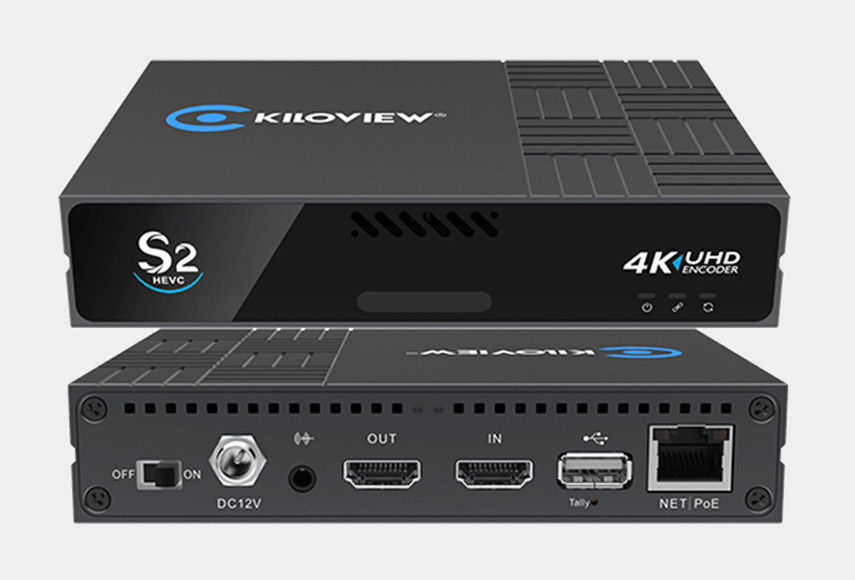 KILOVIEW®
S2
HEVC
4K UHD
ENCODER
KILOVIEW
OUT
IN
OFF
ON
DC12V
Tally
NET|PoE